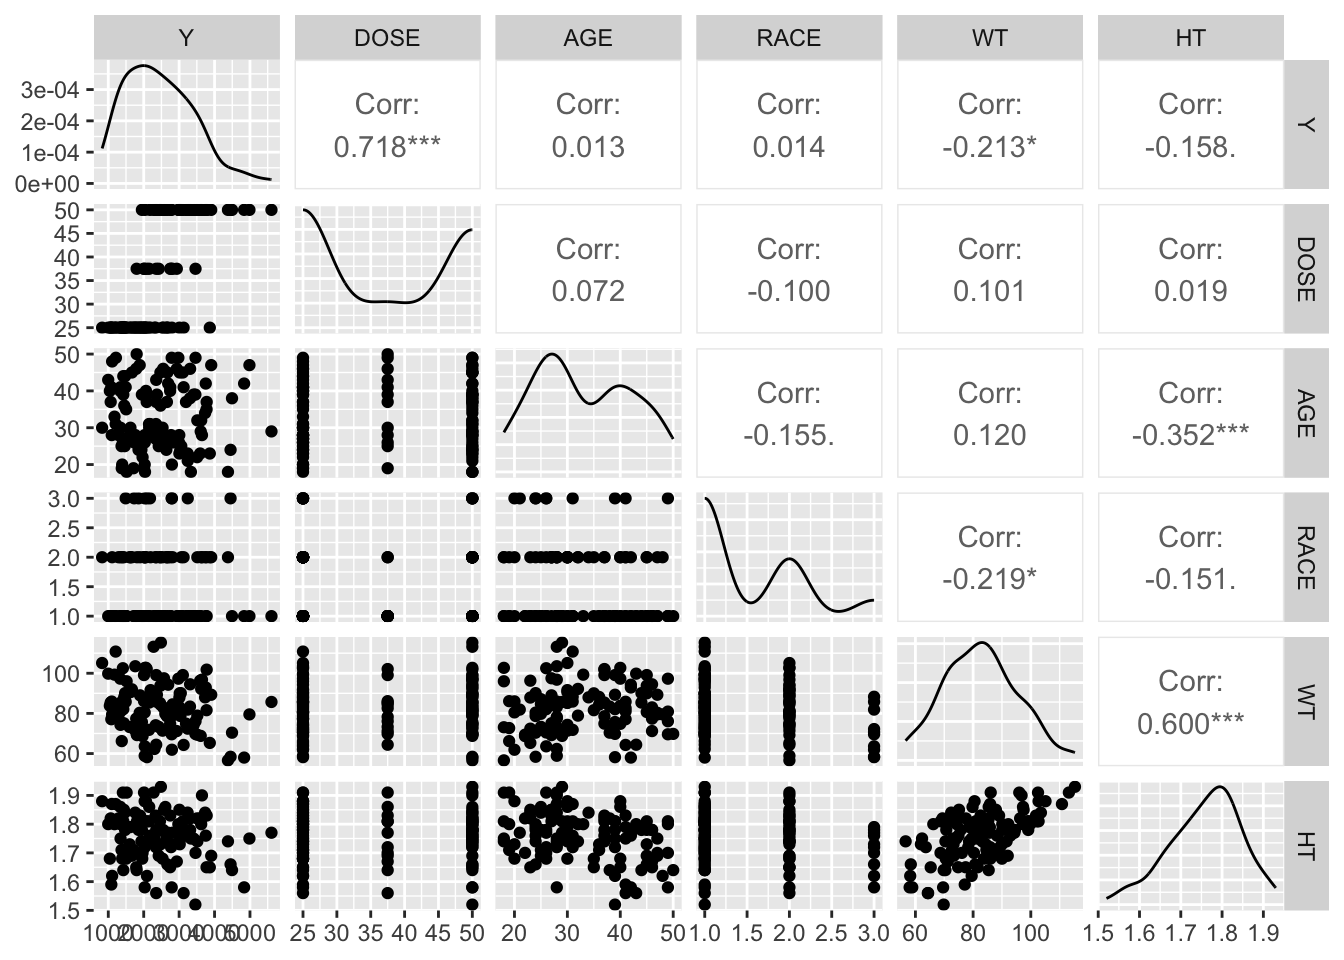 Y DOSE AGE RACE WT HT
3e-04
2e-04
1e-04
0e+00
Corr:
0.718***
Corr:
0.013
Corr:
0.014
Corr:
-0.213*
Corr:
-0.158.
Y
50
45
40
35
30
25
Corr:
0.072
Corr:
-0.100
Corr:
0.101
Corr:
0.019
DOSE
50
40
30
20
Corr:
-0.155.
Corr:
0.120
Corr:
-0.352***
AGE
3.0
2.5
2.0
1.5
1.0
Corr:
-0.219*
Corr:
-0.151.
RACE
100
80
60
Corr:
0.600***
WT
1.9
1.8
1.7
1.6
1.5
HT
1000 2000 3000 4000 5000 25 30 35 40 45 50 20 30 40 50 1.0 1.5 2.0 2.5 3.0 60 80 100 1.5 1.6 1.7 1.8 1.9